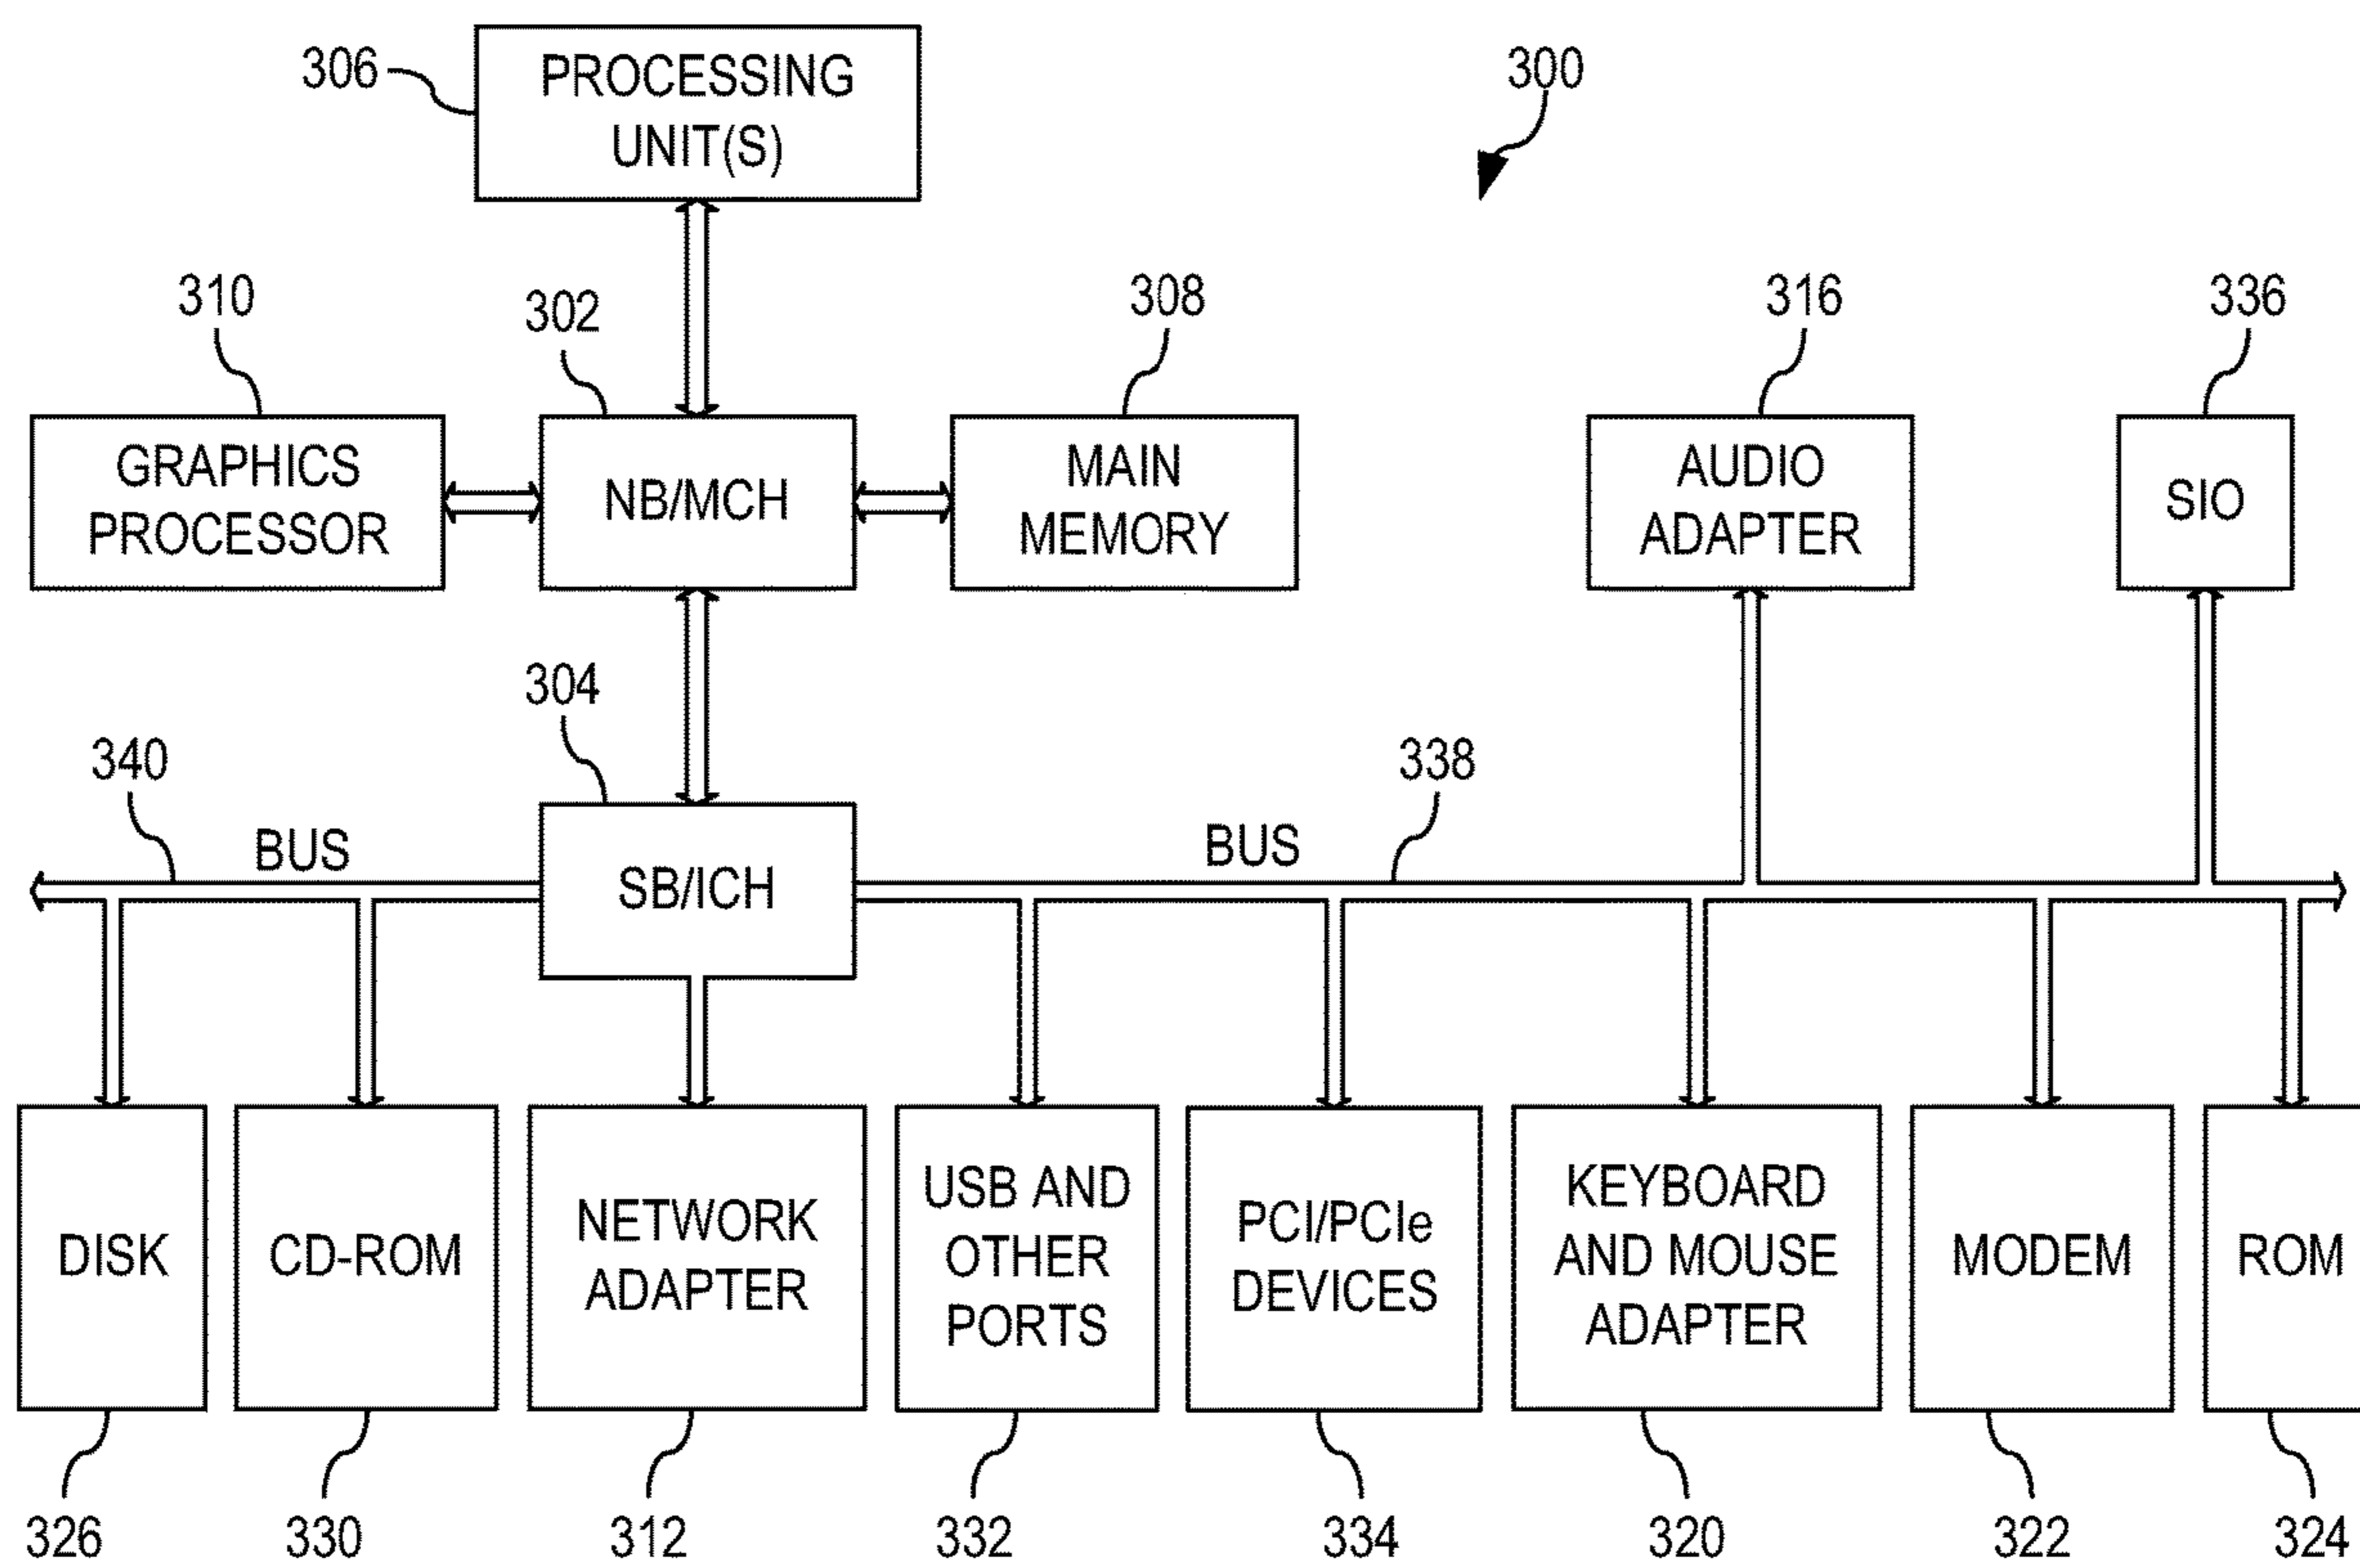 306
PROCESSING
UNIT(S)
300
310
302
308
316
336
GRAPHICS
PROCESSOR
NB/MCH
MAIN
MEMORY
AUDIO
ADAPTER
SIO
304
340
338
BUS
BUS
SB/ICH
DISK
CD-ROM
NETWORK
ADAPTER
USB AND
OTHER
PORTS
PCI/PCIe
DEVICES
KEYBOARD
AND MOUSE
ADAPTER
MODEM
ROM
326
330
312
332
334
320
322
324